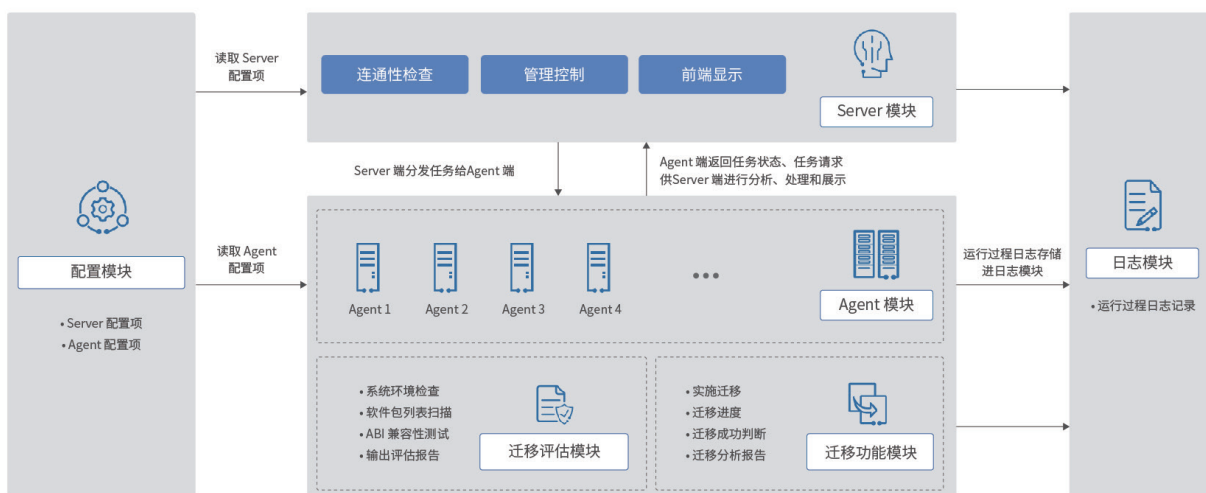 读取 Server
配置项
连通性检查
管理控制
前端显示
Server 模块
Server 端分发任务给Agent 端
Agent 端返回任务状态、任务请求
供Server 端进行分析、处理和展示
配置模块
• Server 配置项
• Agent 配置项
读取 Agent
配置项
Agent 1
Agent 2
Agent 3
Agent 4
•••
Agent 模块
运行过程日志存储
进日志模块
日志模块
• 运行过程日志记录
• 系统环境检查
• 软件包列表扫描
• ABI 兼容性测试
• 输出评估报告
迁移评估模块
• 实施迁移
• 迁移进度
• 迁移成功判断
• 迁移分析报告
迁移功能模块